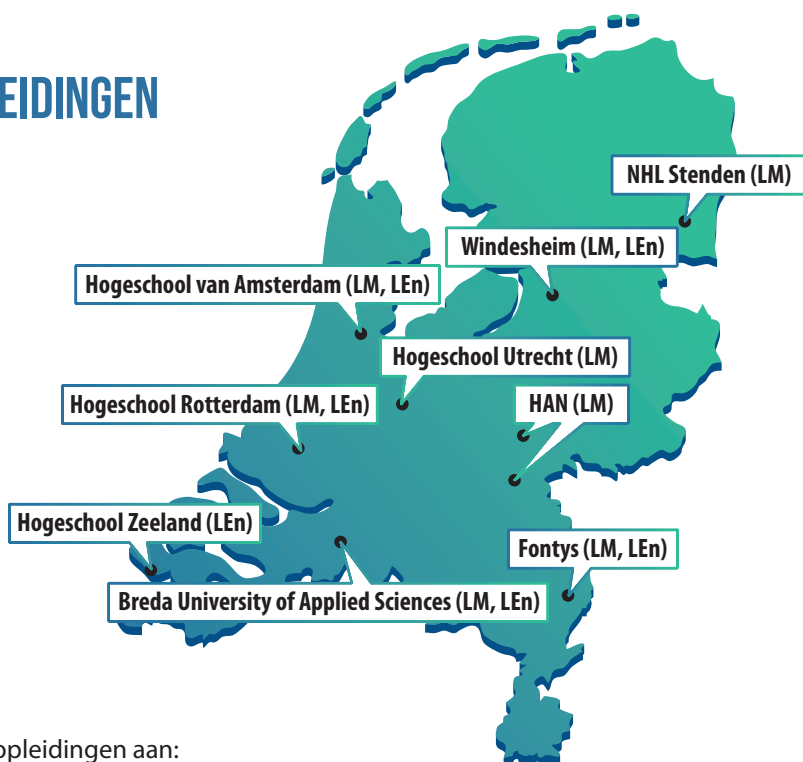 EIDINGEN
NHL Stenden (LM)
Windesheim (LM, LEn)
Hogeschool van Amsterdam (LM, LEn)
Hogeschool Utrecht (LM)
Hogeschool Rotterdam (LM, LEn)
HAN (LM)
Hogeschool Zeeland (LEn)
Fontys (LM, LEn)
Breda University of Applied Sciences (LM, LEn)
opleidingen aan: